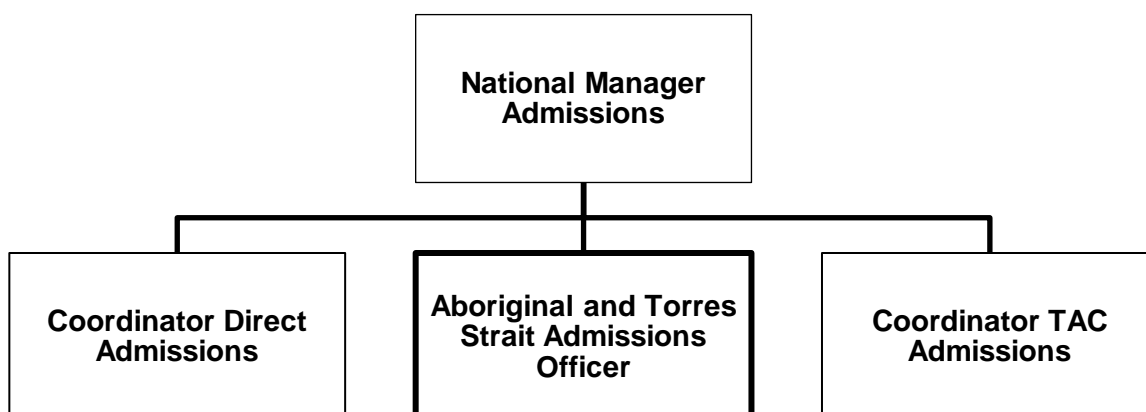 National Manager
Admissions
Coordinator Direct
Admissions
Aboriginal and Torres
Strait Admissions
Officer
Coordinator TAC
Admissions